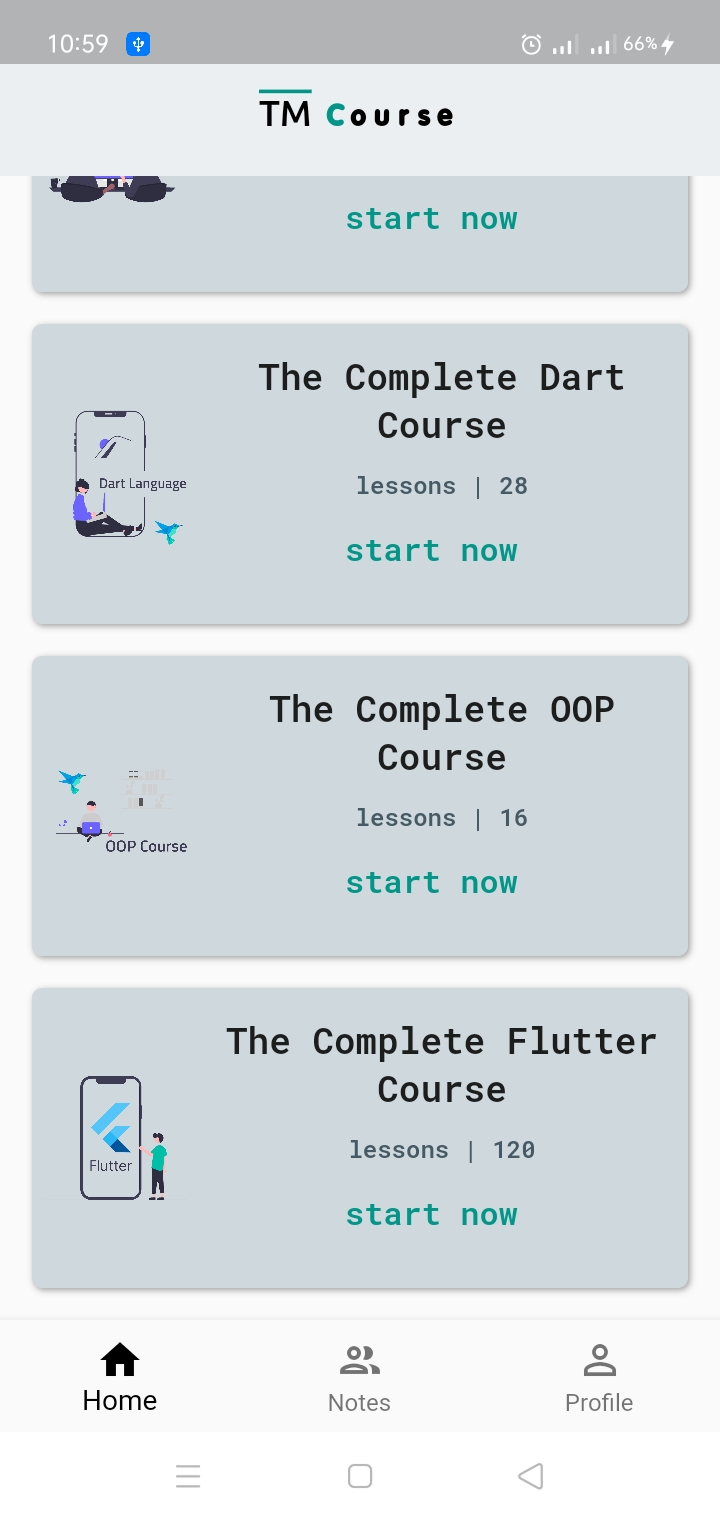 10:59
66%
TM Course
start now
The Complete Dart
Course
Dart Language
lessons | 28
start now
The Complete OOP
Course
lessons | 16
OOP Course
start now
The Complete Flutter
Course
lessons | 120
Flutter
start now
Home
Notes
Profile